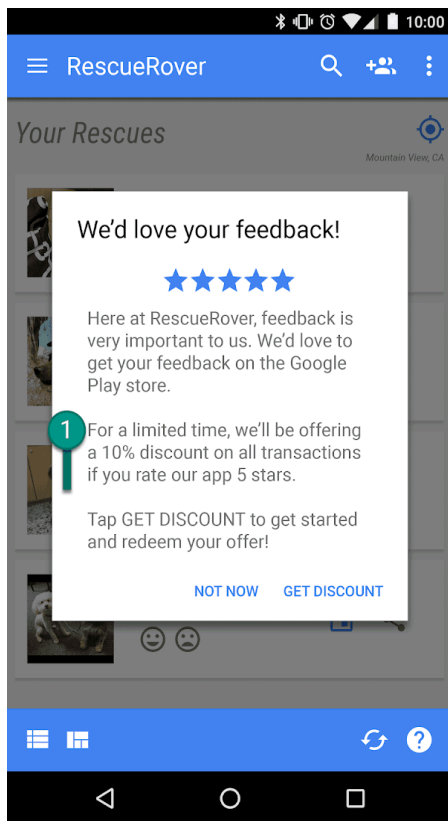 10:00
RescueRover
Your Rescues
Mountain View, CA
We'd love your feedback!
Here at RescueRover, feedback is
very important to us. We'd love to
get your feedback on the Google
Play store.
1
For a limited time, we'll be offering
a 10% discount on all transactions
if you rate our app 5 stars.
Tap GET DISCOUNT to get started
and redeem your offer!
NOT NOW GET DISCOUNT